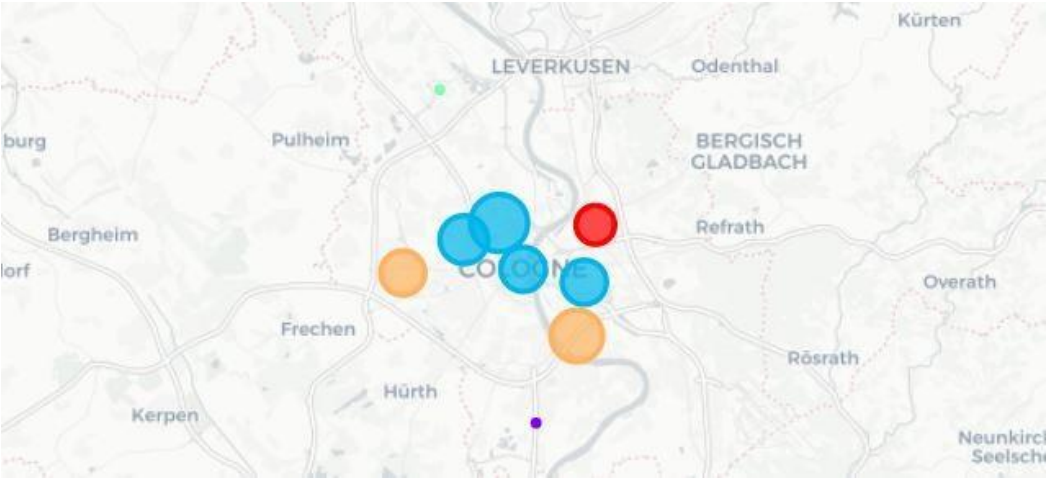 Kürten
LEVERKUSEN
Odenthal
burg
Pulheim
BERGISCH
GLADBACH
Bergheim
Refrath
COLOGNE
dorf
Overath
Frechen
Rösrath
Hürth
Kerpen
Neunkirch
Seelsche